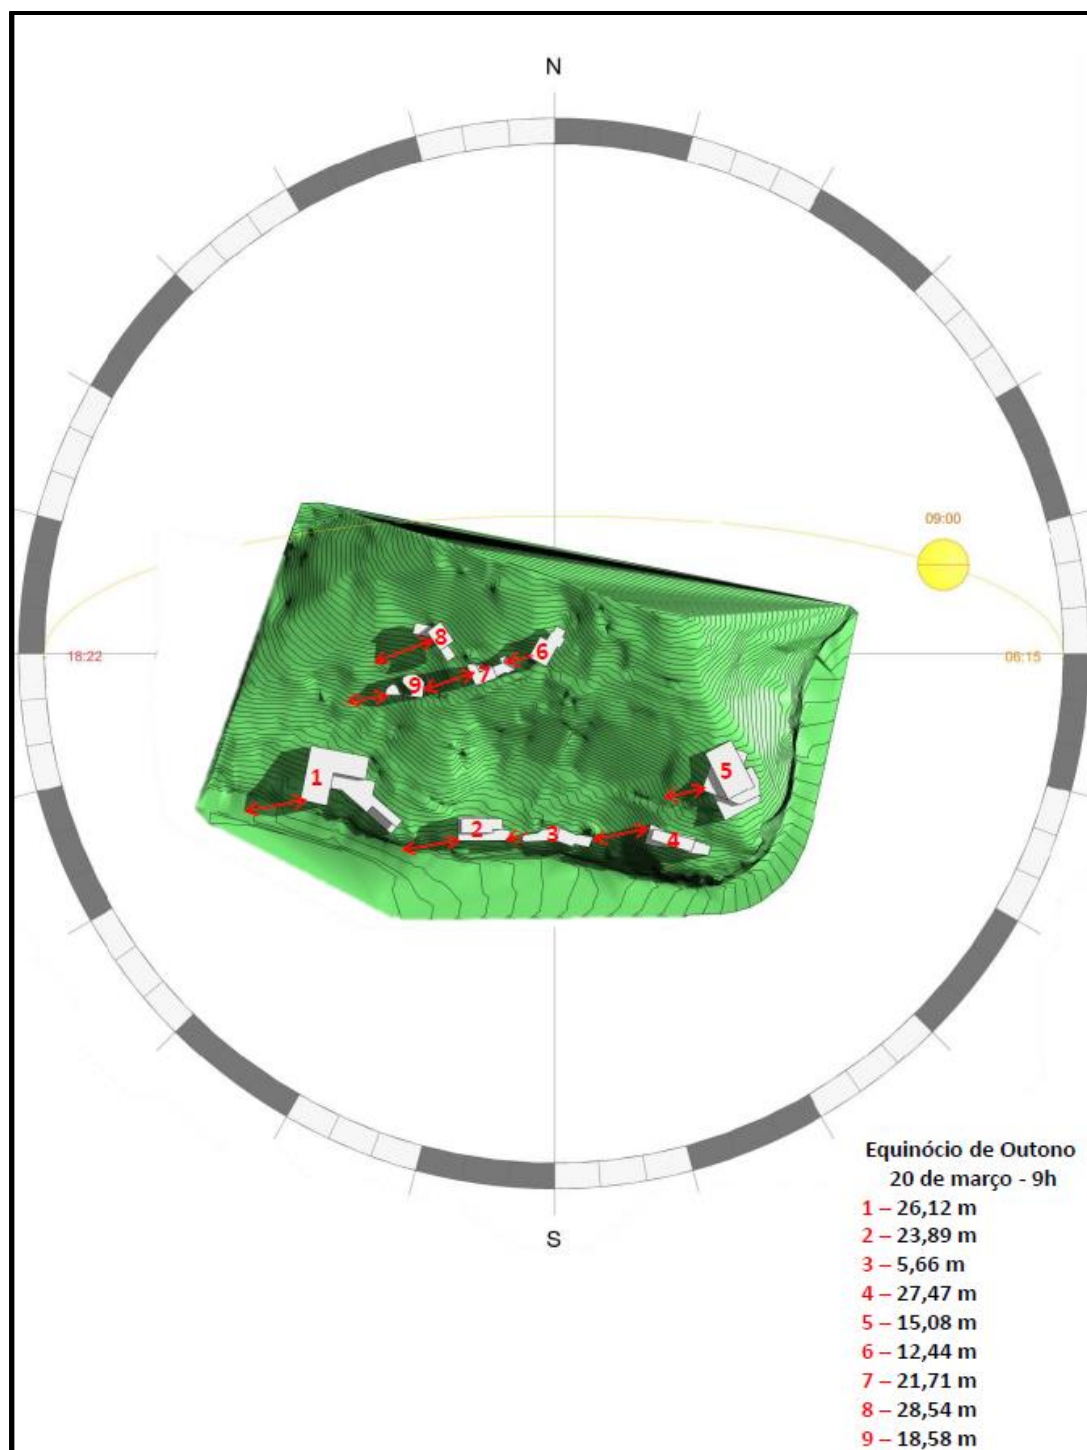 N
09:00
18:22
06:15
8
6
7
9
1
5
2
3
4
S
Equinócio de Outono
20 de março - 9h
1 – 26,12 m
2 – 23,89 m
3 – 5,66 m
4 – 27,47 m
5 – 15,08 m
6 – 12,44 m
7 – 21,71 m
8 – 28,54 m
9 – 18,58 m